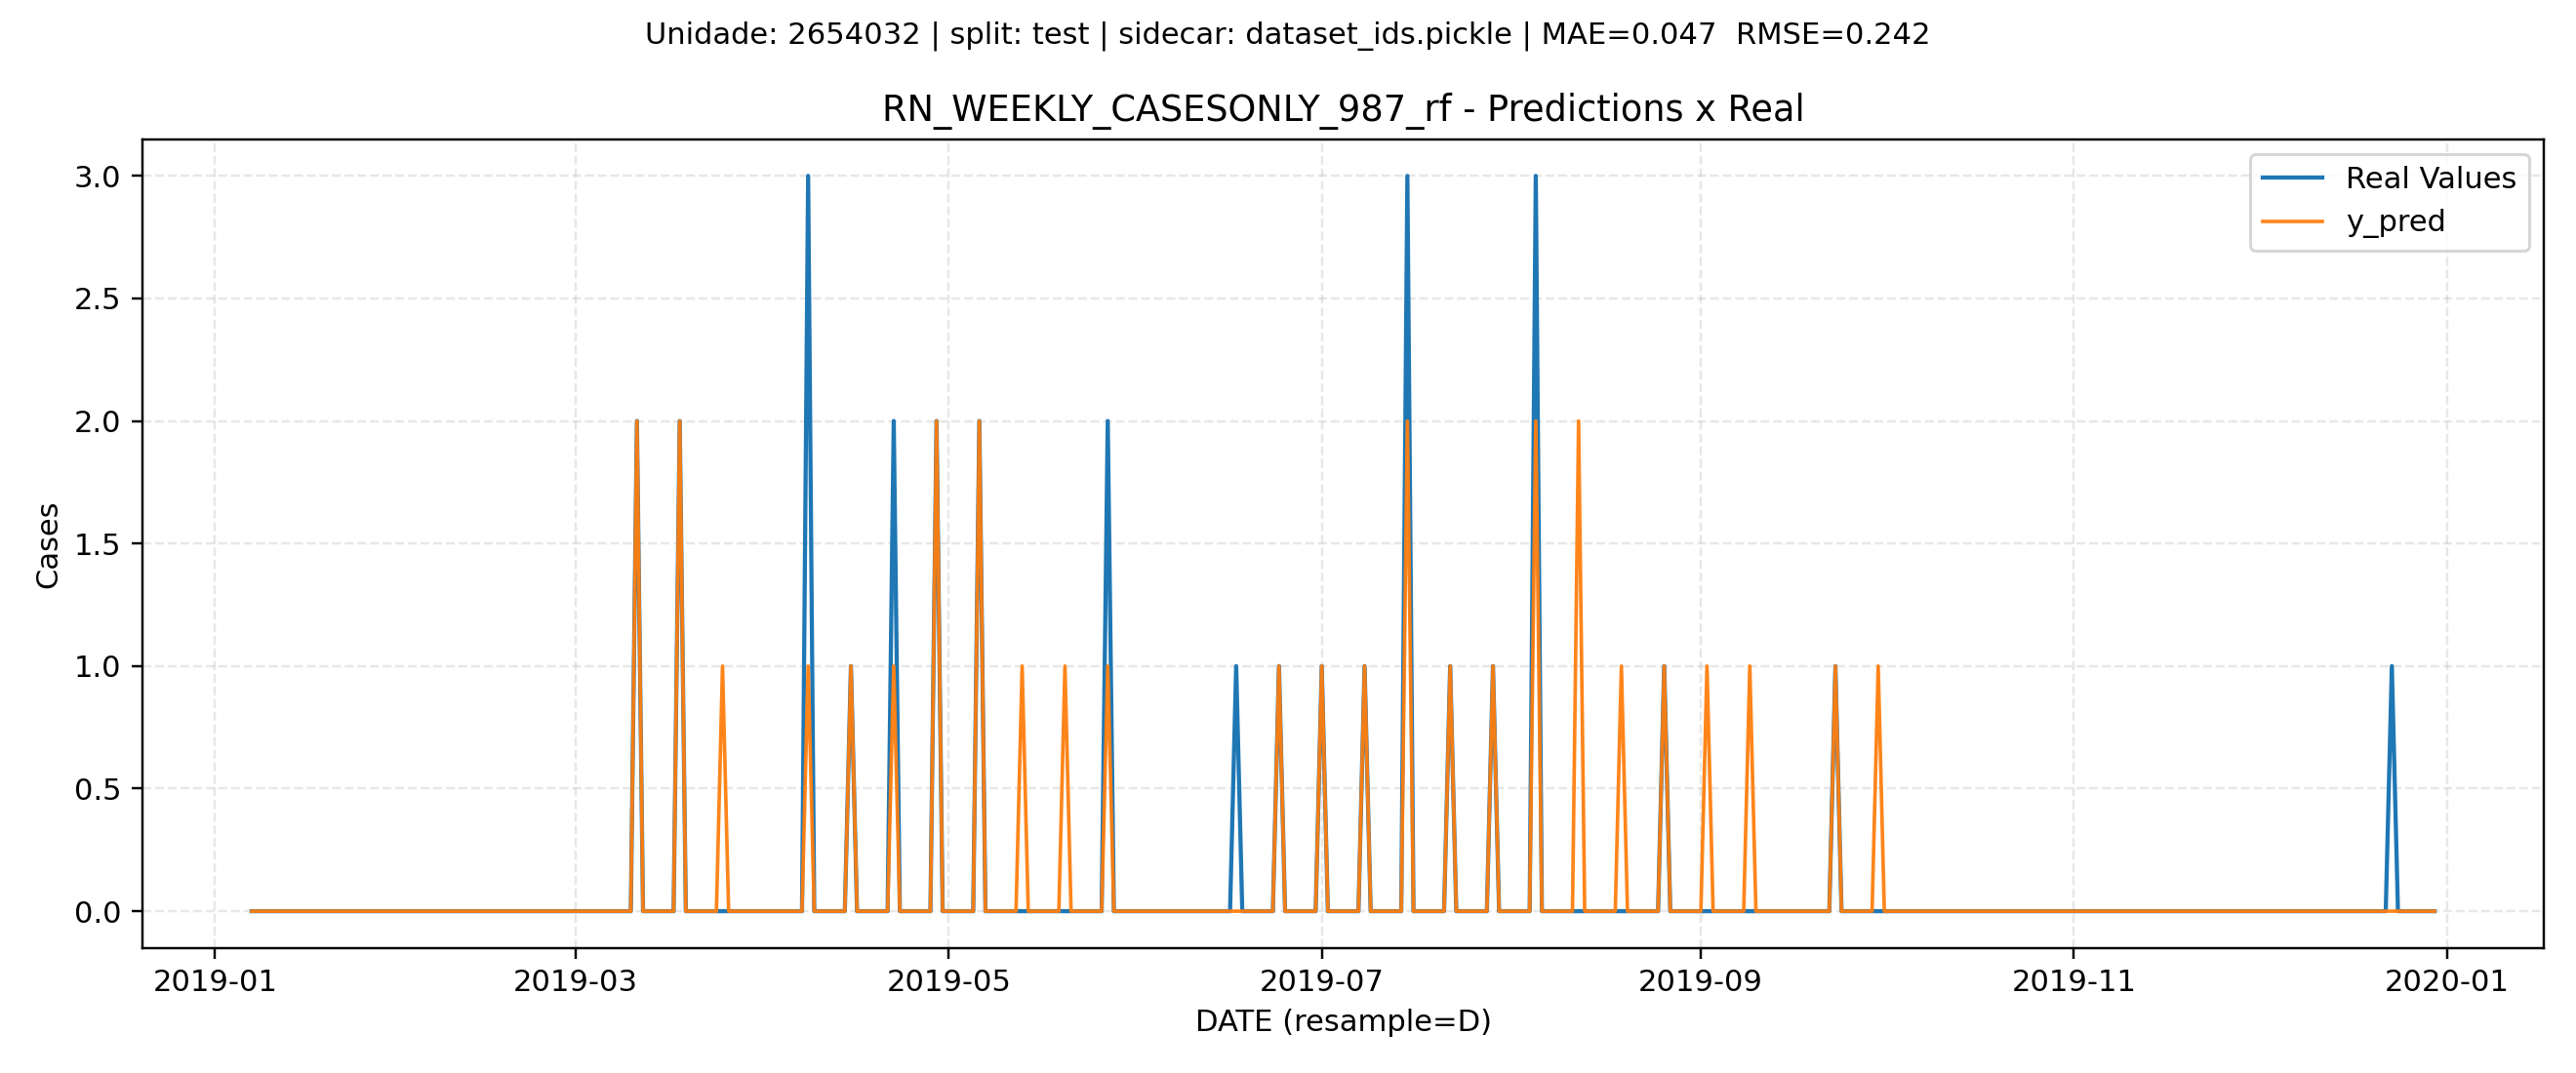 Unidade: 2654032 | split: test | sidecar: dataset_ids.pickle | MAE=0.047  RMSE=0.242
RN_WEEKLY_CASESONLY_987_rf - Predictions x Real
Real Values
y_pred
Cases
3.0
2.5
2.0
1.5
1.0
0.5
0.0
2019-01
2019-03
2019-05
2019-07
2019-09
2019-11
2020-01
DATE (resample=D)